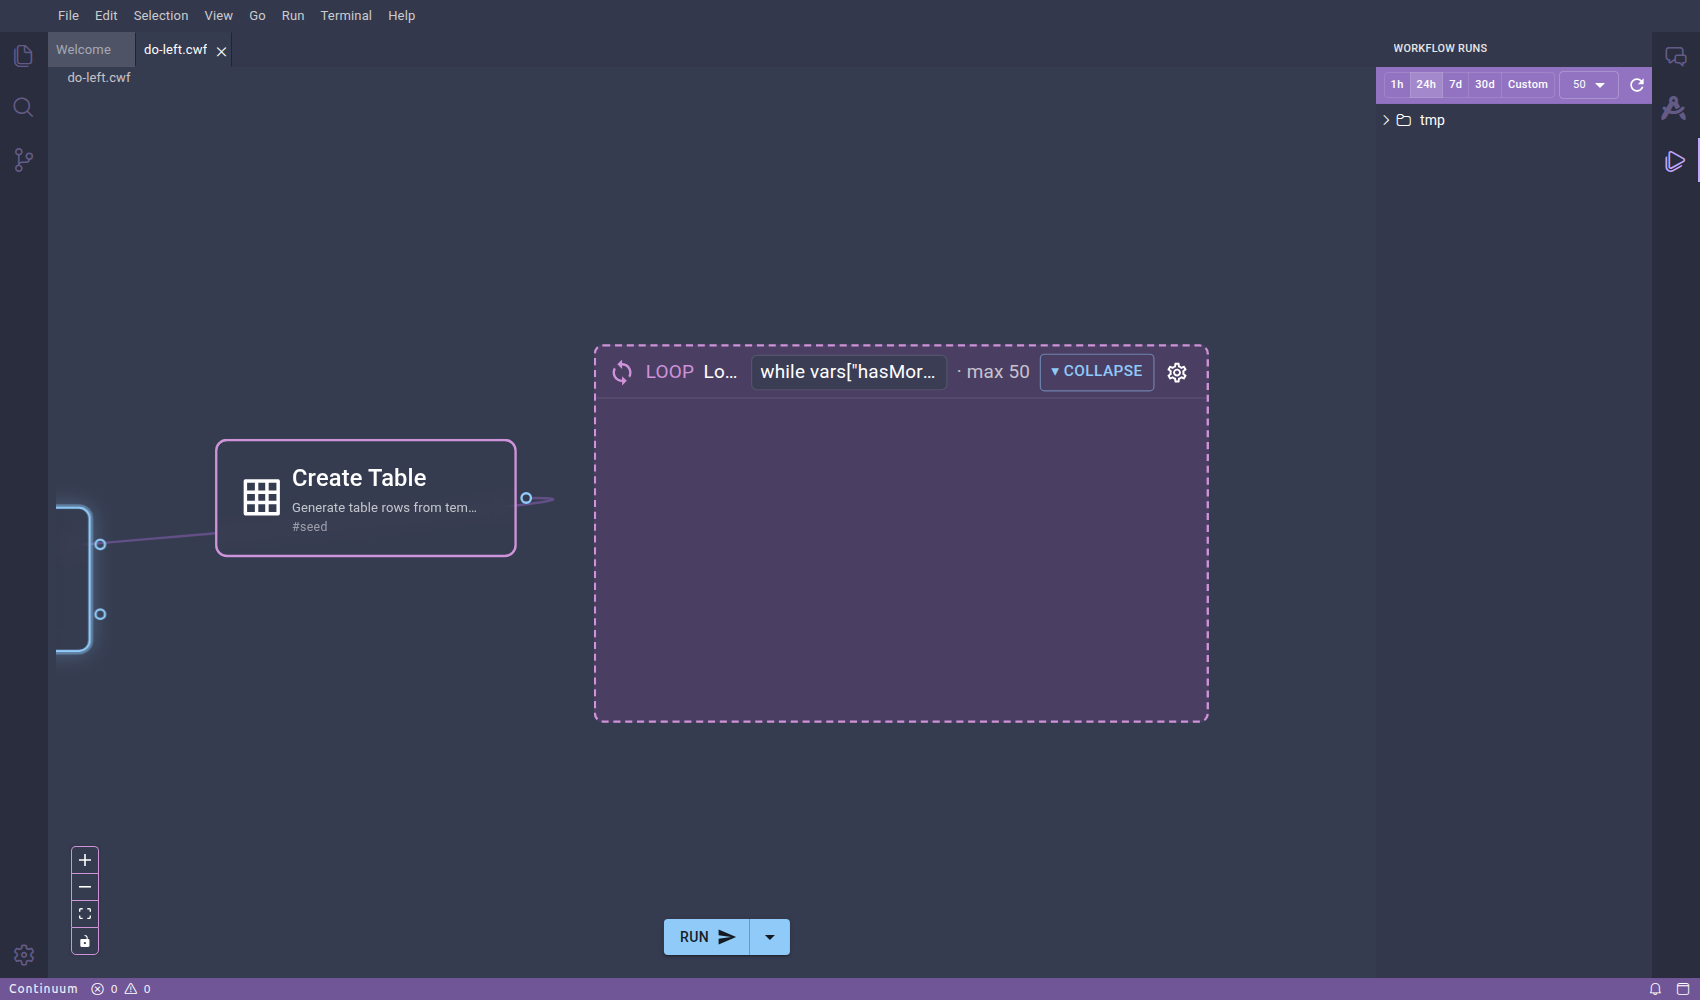 File Edit Selection View Go Run Terminal Help
Welcome do-left.cwf
do-left.cwf
WORKFLOW RUNS
1h 24h 7d 30d Custom 50
tmp
LOOP Lo... while vars["hasMor... · max 50 ▾ COLLAPSE
Create Table
Generate table rows from tem...
#seed
RUN
Continuum 0 0